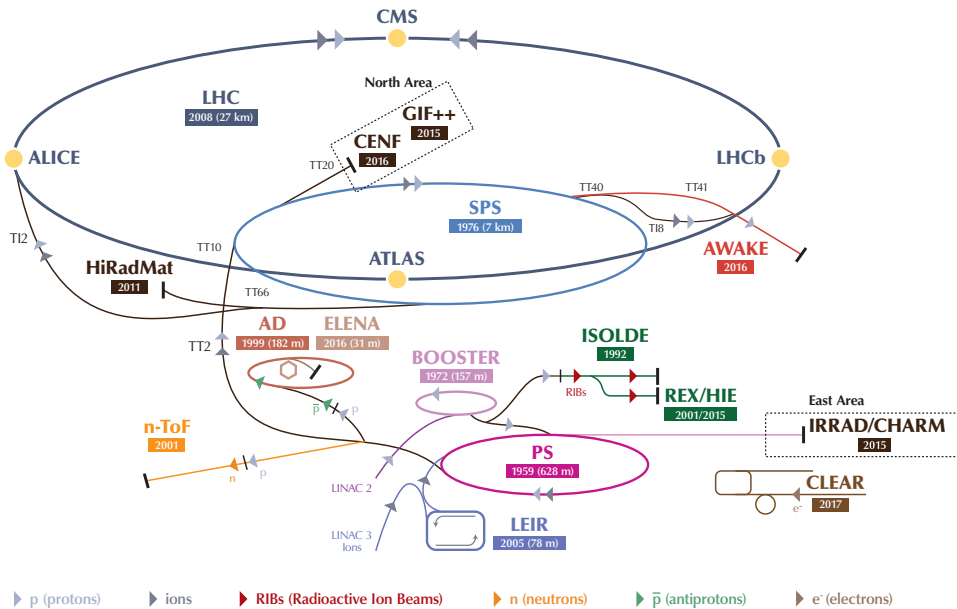 CMS
North Area
LHC
2008 (27 km)
GIF++
2015
CENF
2016
ALICE
LHCb
TT20
TT40
TT41
SPS
1976 (7 km)
TI8
TI2
TT10
AWAKE
2016
ATLAS
HiRadMat
2011
TT66
AD
1999 (182 m)
ELENA
2016 (31 m)
TT2
ISOLDE
1992
BOOSTER
1972 (157 m)
RIBs
REX/HIE
2001/2015
East Area
p̅
p
n-ToF
2001
IRRAD/CHARM
2015
PS
1959 (628 m)
n
p
LINAC 2
CLEAR
2017
e-
LEIR
2005 (78 m)
LINAC 3
Ions
p (protons)
ions
RIBs (Radioactive Ion Beams)
n (neutrons)
p̅ (antiprotons)
e- (electrons)